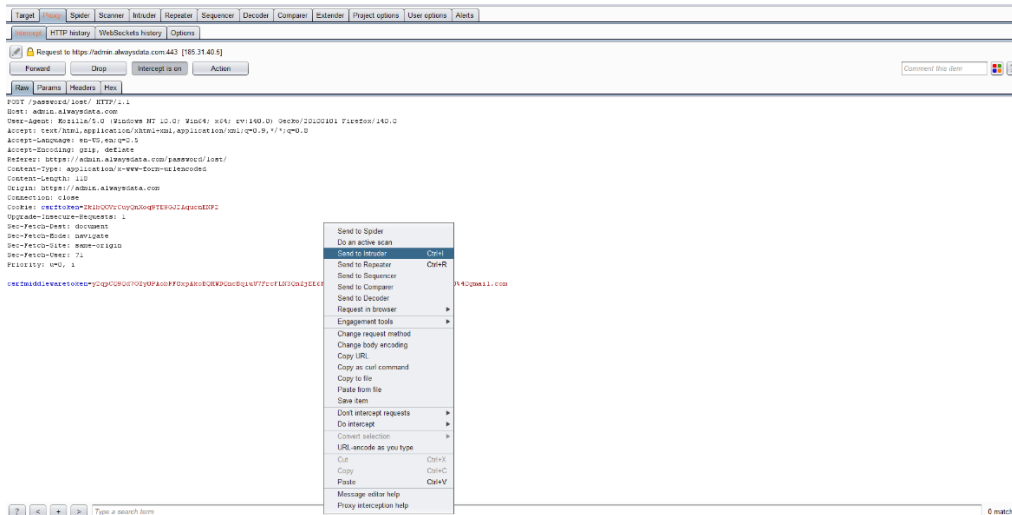 Target Proxy Spider Scanner Intruder Repeater Sequencer Decoder Comparer Extender Project options User options Alerts
Intercept HTTP history WebSockets history Options
Request to https://admin.alwaysdata.com:443 [185.31.40.5]
Forward Drop Intercept is on Action Comment this item
Raw Params Headers Hex
POST /password/lost/ HTTP/1.1
Host: admin.alwaysdata.com
User-Agent: Mozilla/5.0 (Windows NT 10.0; Win64; x64; rv:140.0) Gecko/20100101 Firefox/140.0
Accept: text/html,application/xhtml+xml,application/xml;q=0.9,*/*;q=0.8
Accept-Language: en-US,en;q=0.5
Accept-Encoding: gzip, deflate
Referer: https://admin.alwaysdata.com/password/lost/
Content-Type: application/x-www-form-urlencoded
Content-Length: 118
Origin: https://admin.alwaysdata.com
Connection: close
Cookie: csrftoken=
Upgrade-Insecure-Requests: 1
Sec-Fetch-Dest: document
Sec-Fetch-Mode: navigate
Sec-Fetch-Site: same-origin
Sec-Fetch-User: ?1
Priority: u=0, i
csrfmiddlewaretoken= %40gmail.com
Send to Spider
Do an active scan
Send to Intruder Ctrl+I
Send to Repeater Ctrl+R
Send to Sequencer
Send to Comparer
Send to Decoder
Request in browser
Engagement tools
Change request method
Change body encoding
Copy URL
Copy as curl command
Copy to file
Paste from file
Save item
Don't intercept requests
Do intercept
Convert selection
URL-encode as you type
Cut Ctrl+X
Copy Ctrl+C
Paste Ctrl+V
Message editor help
Proxy interception help
? < + > Type a search term 0 match